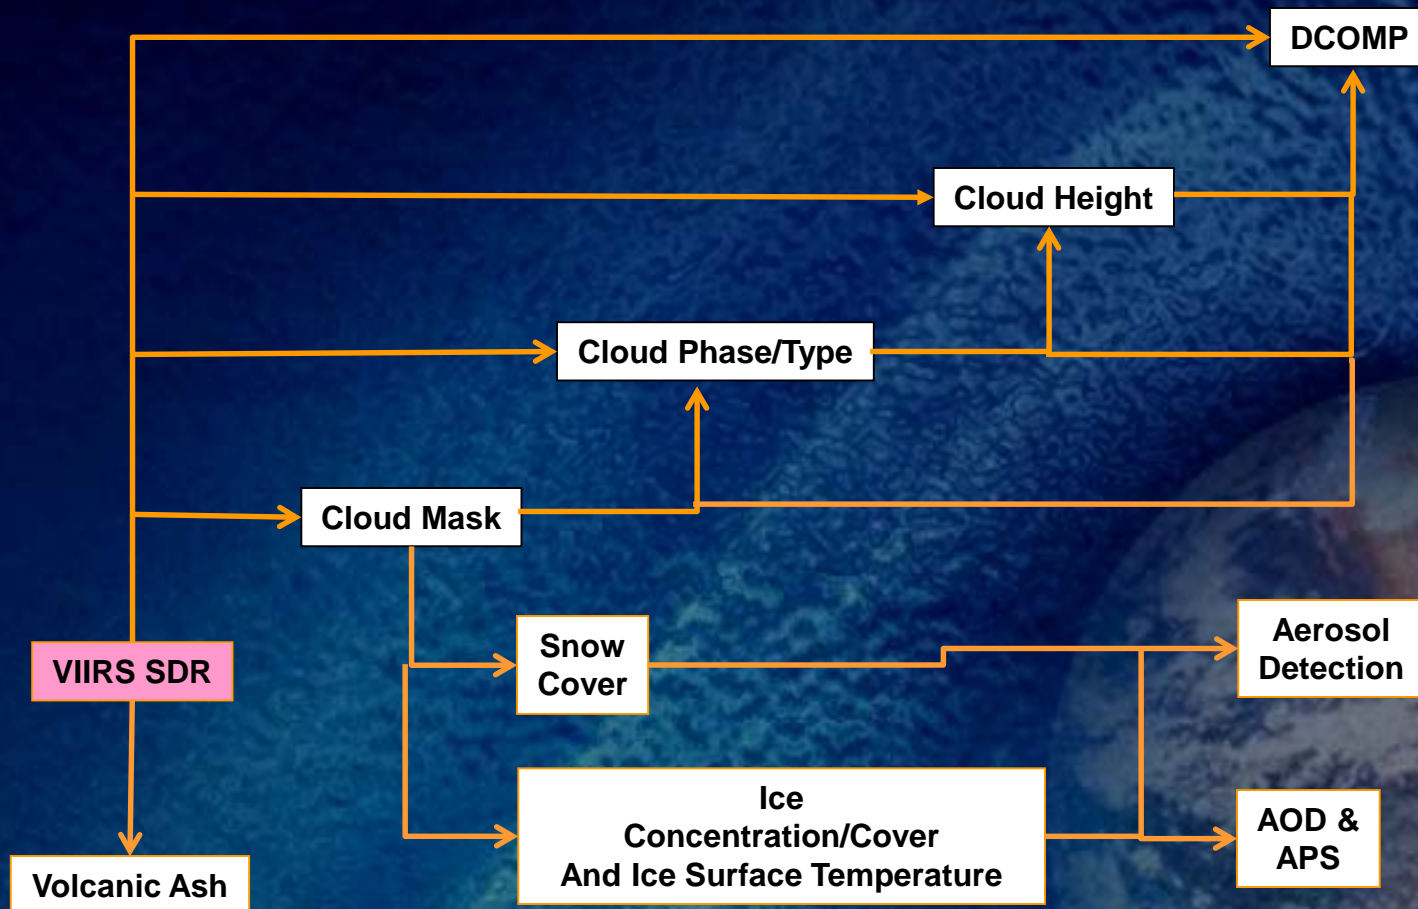 DCOMP
Cloud Height
Cloud Phase/Type
Cloud Mask
Snow
Cover
Aerosol
Detection
VIIRS SDR
Ice
Concentration/Cover
And Ice Surface Temperature
AOD &
APS
Volcanic Ash